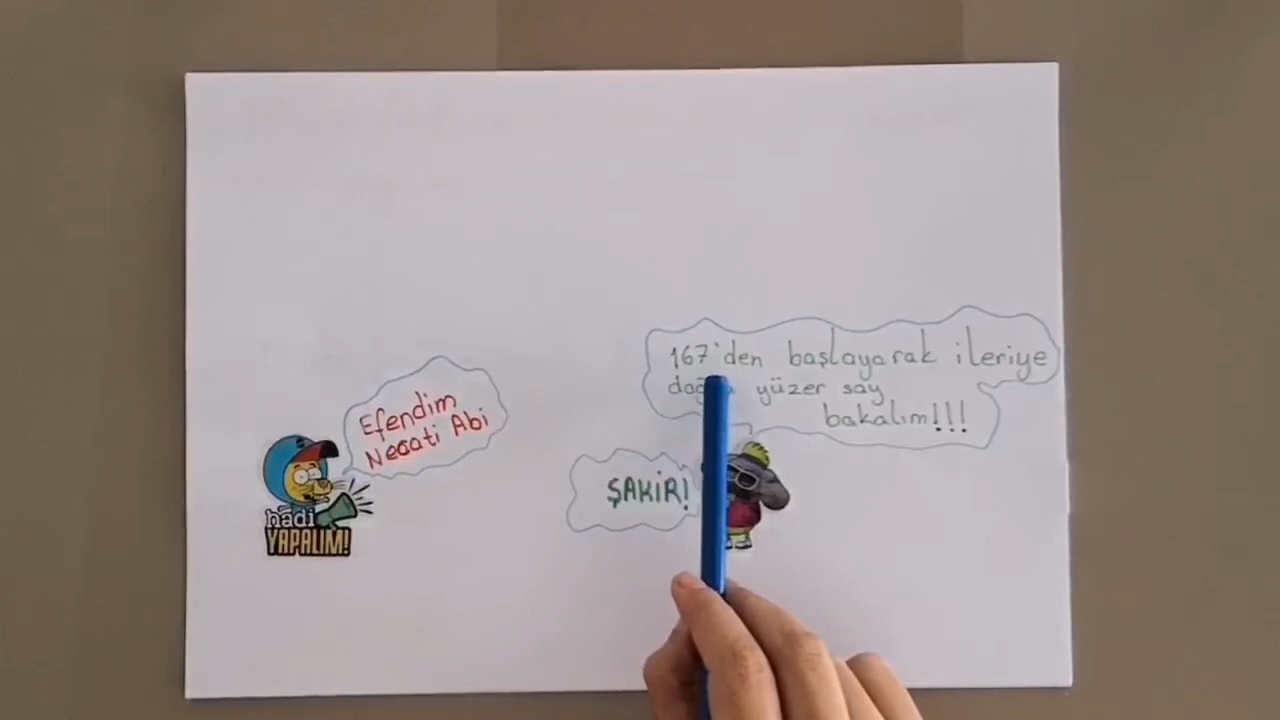 167'den başlayarak ileriye
yüzer say
bakalım!!!
Efendim
Necati Abi
ŞAKİR!
hadi
YAPALIM!